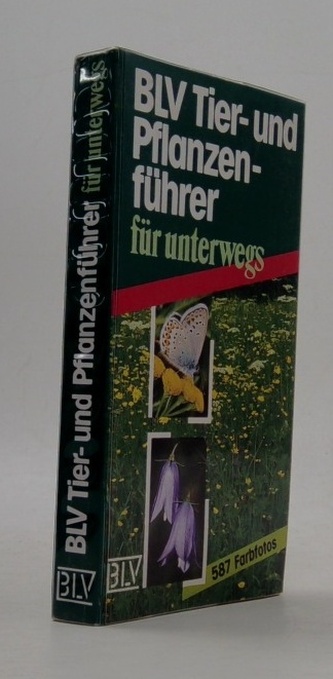 BLV Tier- und
Pflanzen-
führer
für unterwegs
587 Farbfotos
BLV
BLV Tier- und Pflanzenführer für unterwegs
BLV